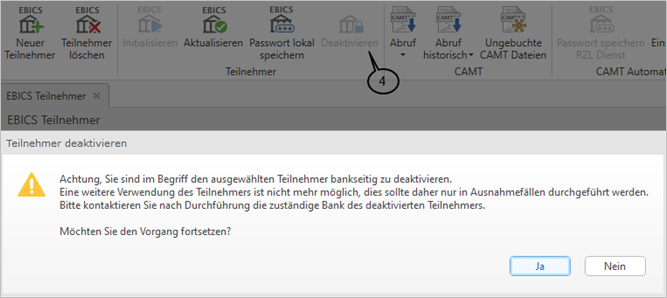 EBICS EBICS EBICS EBICS EBICS EBICS CAMT CAMT CAMT EBICS
Neuer Teilnehmer Initialisieren Aktualisieren Passwort lokal Deaktivieren Abruf Abruf Ungebuchte Passwort speichern Ein
Teilnehmer löschen speichern historisch CAMT Dateien RZL Dienst
Teilnehmer CAMT CAMT Automat
4
EBICS Teilnehmer ×
EBICS Teilnehmer
Teilnehmer deaktivieren
Achtung, Sie sind im Begriff den ausgewählten Teilnehmer bankseitig zu deaktivieren.
Eine weitere Verwendung des Teilnehmers ist nicht mehr möglich, dies sollte daher nur in Ausnahmefällen durchgeführt werden.
Bitte kontaktieren Sie nach Durchführung die zuständige Bank des deaktivierten Teilnehmers.
Möchten Sie den Vorgang fortsetzen?
Ja Nein